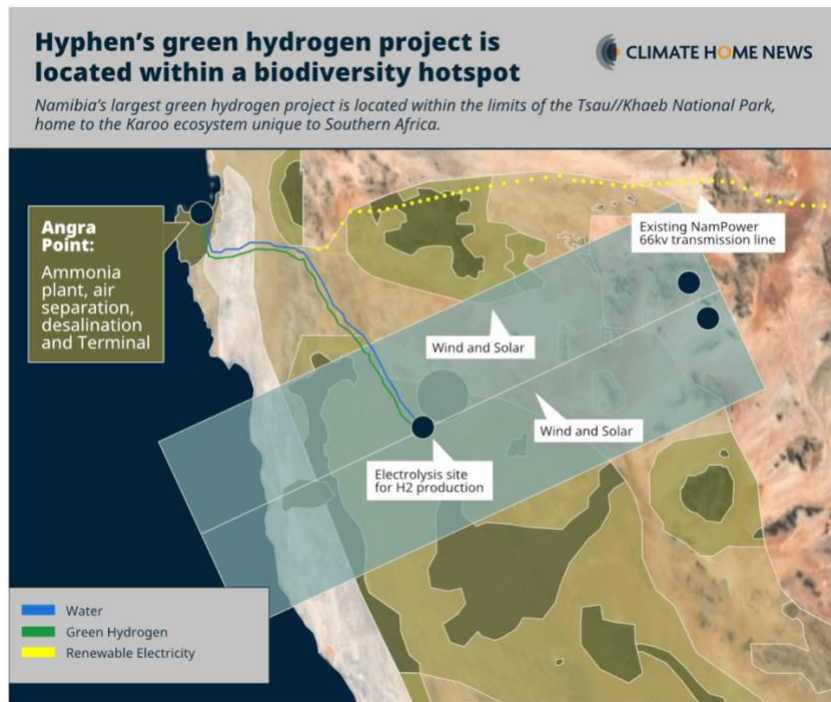 Hyphen's green hydrogen project is
located within a biodiversity hotspot
CLIMATE HOME NEWS
Namibia's largest green hydrogen project is located within the limits of the Tsau//Khaeb National Park,
home to the Karoo ecosystem unique to Southern Africa.
Angra
Point:
Ammonia
plant, air
separation,
desalination
and Terminal
Existing NamPower
66kv transmission line
Wind and Solar
Wind and Solar
Electrolysis site
for H2 production
Water
Green Hydrogen
Renewable Electricity